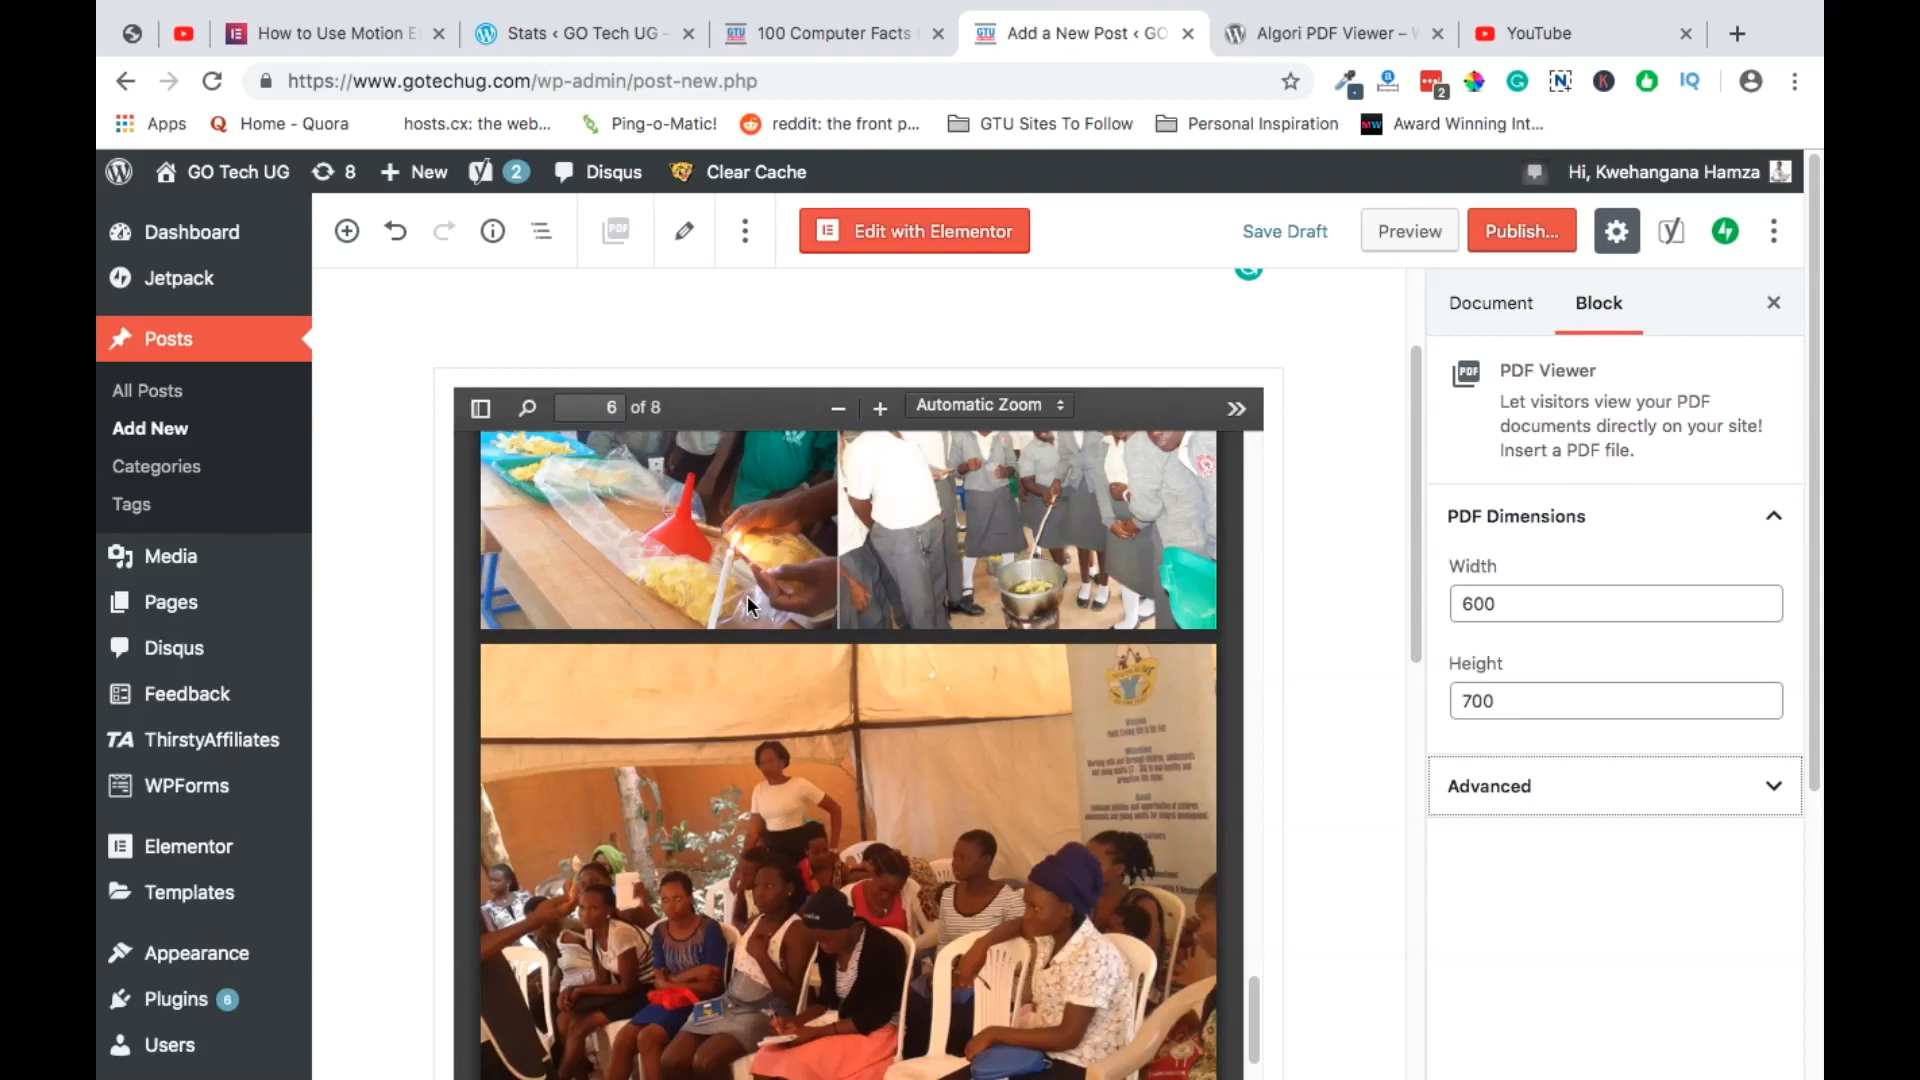 How to Use Motion E
Stats ‹ GO Tech UG -
100 Computer Facts
Add a New Post ‹ GO
Algori PDF Viewer –
YouTube
https://www.gotechug.com/wp-admin/post-new.php
2
Apps
Home - Quora
hosts.cx: the web...
Ping-o-Matic!
reddit: the front p...
GTU Sites To Follow
Personal Inspiration
Award Winning Int...
GO Tech UG
8
New
2
Disqus
Clear Cache
Hi, Kwehangana Hamza
Dashboard
Jetpack
Posts
All Posts
Add New
Categories
Tags
Media
Pages
Disqus
Feedback
ThirstyAffiliates
WPForms
Elementor
Templates
Appearance
Plugins 6
Users
PDF
Edit with Elementor
Save Draft
Preview
Publish...
6 of 8
Automatic Zoom
Document
Block
PDF
PDF Viewer
Let visitors view your PDF
documents directly on your site!
Insert a PDF file.
PDF Dimensions
Width
600
Height
700
Advanced